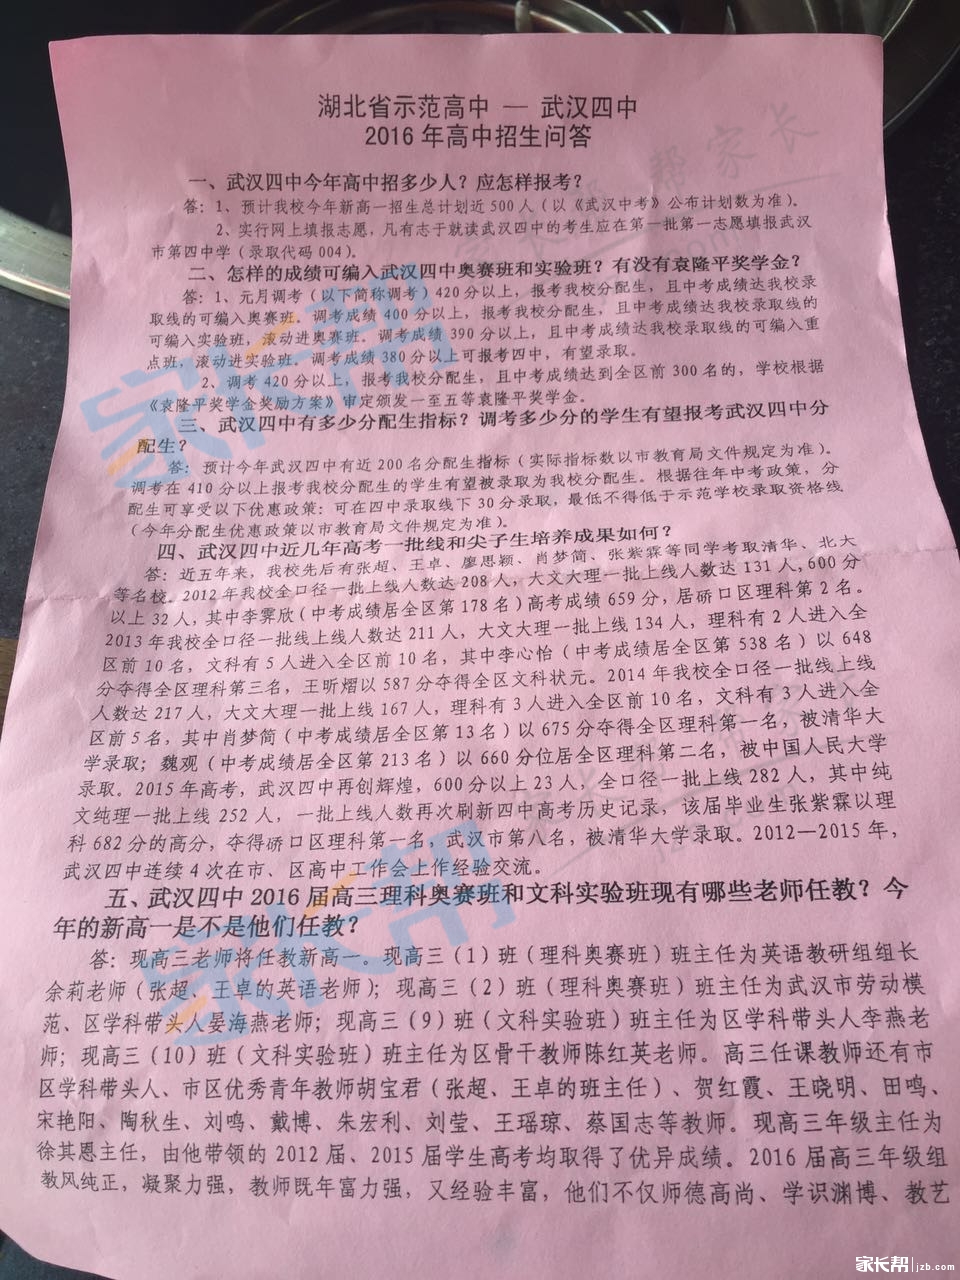 湖北省示范高中 — 武汉四中
2016年高中招生问答
一、武汉四中今年高中招多少人？应怎样报考？
答：1、预计我校今年新高一招生总计划近500人（以《武汉中考》公布计划数为准）。
2、实行网上填报志愿，凡有志于就读武汉四中的考生应在第一批第一志愿填报武汉
市第四中学（录取代码004）。
二、怎样的成绩可编入武汉四中奥赛班和实验班？有没有袁隆平奖学金？
答：1、元月调考（以下简称调考）420分以上，报考我校分配生，且中考成绩达我校录
取线的可编入奥赛班。调考成绩400分以上，报考我校分配生，且中考成绩达我校录取线的
可编入实验班，滚动进奥赛班。调考成绩390分以上，且中考成绩达我校录取线的可编入重
点班，滚动进实验班。调考成绩380分以上可报考四中，有望录取。
2、调考420分以上，报考我校分配生，且中考成绩达到全区前300名的，学校根据
《袁隆平奖学金奖励方案》审定颁发一至五等袁隆平奖学金。
三、武汉四中有多少分配生指标？调考多少分的学生有望报考武汉四中分
配生？
答：预计今年武汉四中有近200名分配生指标（实际指标数以市教育局文件规定为准）。
调考在410分以上报考我校分配生的学生有望被录取为我校分配生。根据往年中考政策，分
配生可享受以下优惠政策：可在四中录取线下30分录取，最低不得低于示范学校录取资格线
（今年分配生优惠政策以市教育局文件规定为准）。
四、武汉四中近几年高考一批线和尖子生培养成果如何？
答：近五年来，我校先后有张超、王卓、廖思颖、肖梦简、张紫霖等同学考取清华、北大
等名校。2012年我校全口径一批上线人数达208人，大文大理一批上线人数达131人，600分
以上32人，其中李霁欣（中考成绩居全区第178名）高考成绩659分，居硚口区理科第2名。
2013年我校全口径一批线上线人数达211人，大文大理一批上线134人，理科有2人进入全
区前10名，文科有5人进入全区前10名，其中李心怡（中考成绩居全区第538名）以648
分夺得全区理科第三名，王昕熠以587分夺得全区文科状元。2014年我校全口径一批线上线
人数达217人，大文大理一批上线167人，理科有3人进入全区前10名，文科有3人进入全
区前5名，其中肖梦简（中考成绩居全区第13名）以675分夺得全区理科第一名，被清华大
学录取；魏观（中考成绩居全区第213名）以660分位居全区理科第二名，被中国人民大学
录取。2015年高考，武汉四中再创辉煌，600分以上23人，全口径一批上线282人，其中纯
文纯理一批上线252人，一批上线人数再次刷新四中高考历史记录，该届毕业生张紫霖以理
科682分的高分，夺得硚口区理科第一名，武汉市第八名，被清华大学录取。2012—2015年，
武汉四中连续4次在市、区高中工作会上作经验交流。
五、武汉四中2016届高三理科奥赛班和文科实验班现有哪些老师任教？今
年的新高一是不是他们任教？
答：现高三老师将任教新高一。现高三（1）班（理科奥赛班）班主任为英语教研组组长
余莉老师（张超、王卓的英语老师）；现高三（2）班（理科奥赛班）班主任为武汉市劳动模
范、区学科带头人晏海燕老师；现高三（9）班（文科实验班）班主任为区学科带头人李燕老
师；现高三（10）班（文科实验班）班主任为区骨干教师陈红英老师。高三任课教师还有市
区学科带头人、市区优秀青年教师胡宝君（张超、王卓的班主任）、贺红霞、王晓明、田鸣、
宋艳阳、陶秋生、刘鸣、戴博、朱宏利、刘莹、王瑶琼、蔡国志等教师。现高三年级主任为
徐其恩主任，由他带领的2012届、2015届学生高考均取得了优异成绩。2016届高三年级组
教风纯正，凝聚力强，教师既年富力强，又经验丰富，他们不仅师德高尚、学识渊博、教艺
家长帮 jzb.com